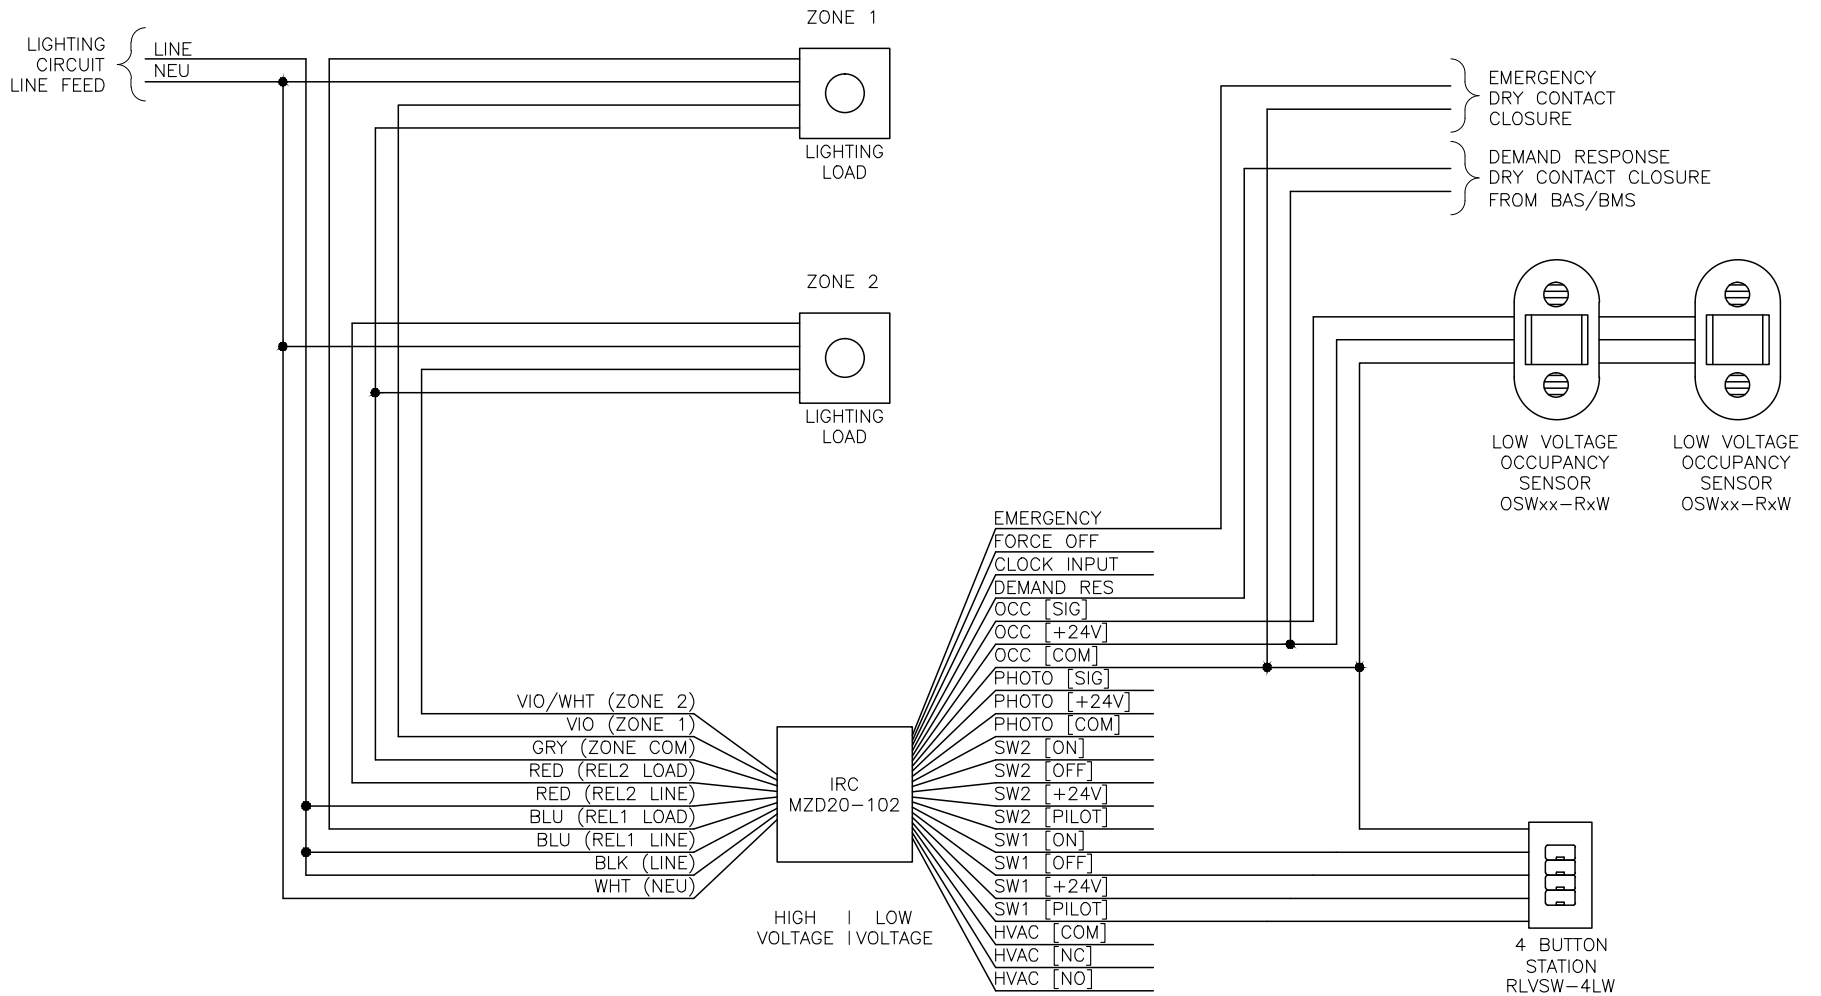 LIGHTING
CIRCUIT
LINE FEED
LINE
NEU
ZONE 1
LIGHTING
LOAD
ZONE 2
LIGHTING
LOAD
EMERGENCY
DRY CONTACT
CLOSURE
DEMAND RESPONSE
DRY CONTACT CLOSURE
FROM BAS/BMS
LOW VOLTAGE
OCCUPANCY
SENSOR
OSWxx-RxW
LOW VOLTAGE
OCCUPANCY
SENSOR
OSWxx-RxW
VIO/WHT (ZONE 2)
VIO (ZONE 1)
GRY (ZONE COM)
RED (REL2 LOAD)
RED (REL2 LINE)
BLU (REL1 LOAD)
BLU (REL1 LINE)
BLK (LINE)
WHT (NEU)
IRC
MZD20-102
HIGH | LOW
VOLTAGE | VOLTAGE
EMERGENCY
FORCE OFF
CLOCK INPUT
DEMAND RES
OCC [SIG]
OCC [+24V]
OCC [COM]
PHOTO [SIG]
PHOTO [+24V]
PHOTO [COM]
SW2 [ON]
SW2 [OFF]
SW2 [+24V]
SW2 [PILOT]
SW1 [ON]
SW1 [OFF]
SW1 [+24V]
SW1 [PILOT]
HVAC [COM]
HVAC [NC]
HVAC [NO]
4 BUTTON
STATION
RLVSW-4LW